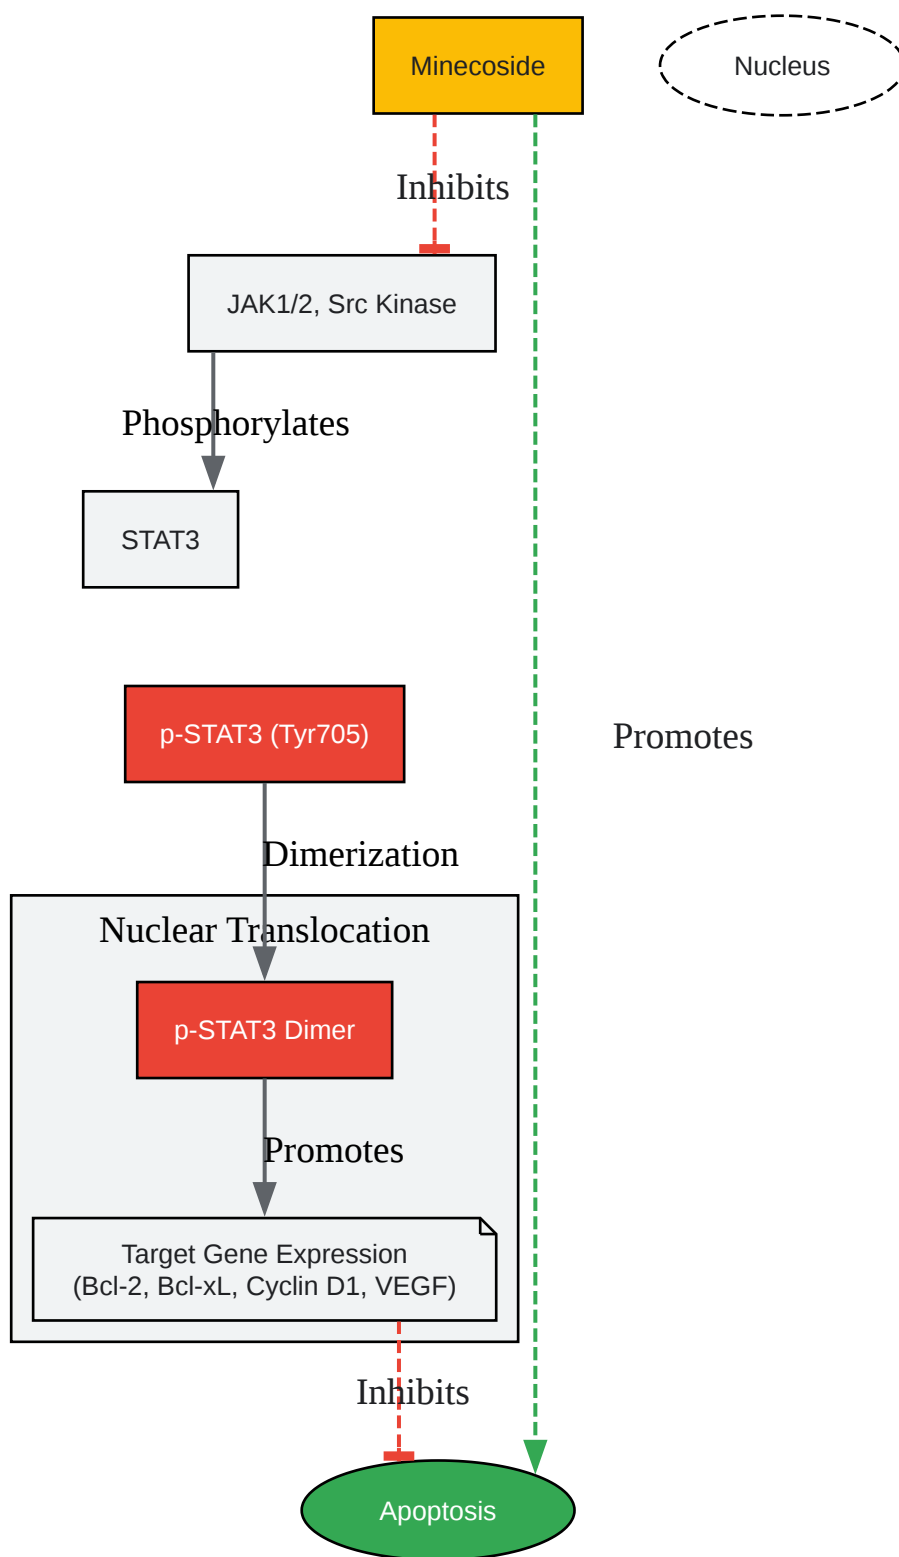 Minecoside
Nucleus
Inhibits
JAK1/2, Src Kinase
Phosphorylates
STAT3
p-STAT3 (Tyr705)
Promotes
Dimerization
Nuclear Translocation
p-STAT3 Dimer
Promotes
Target Gene Expression
(Bcl-2, Bcl-xL, Cyclin D1, VEGF)
Inhibits
Apoptosis